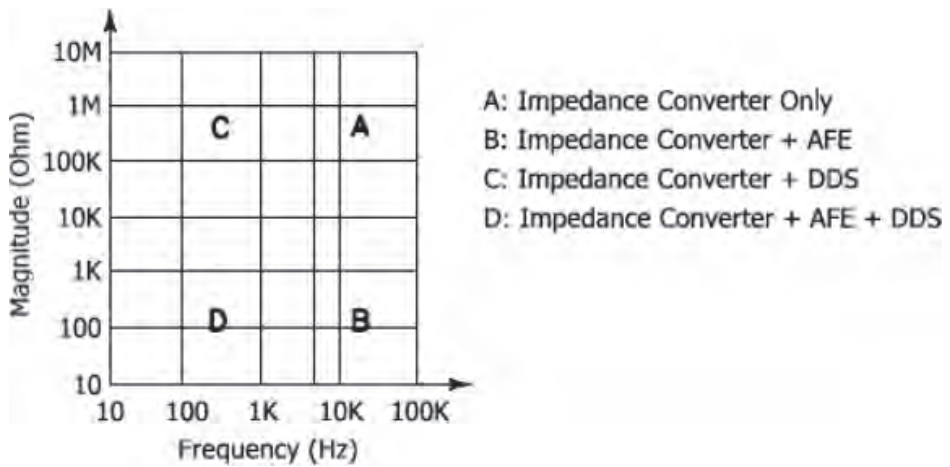 10M
1M
100K
10K
1K
100
10
Magnitude (Ohm)
C
A
D
B
10 100 1K 10K 100K
Frequency (Hz)
A: Impedance Converter Only
B: Impedance Converter + AFE
C: Impedance Converter + DDS
D: Impedance Converter + AFE + DDS